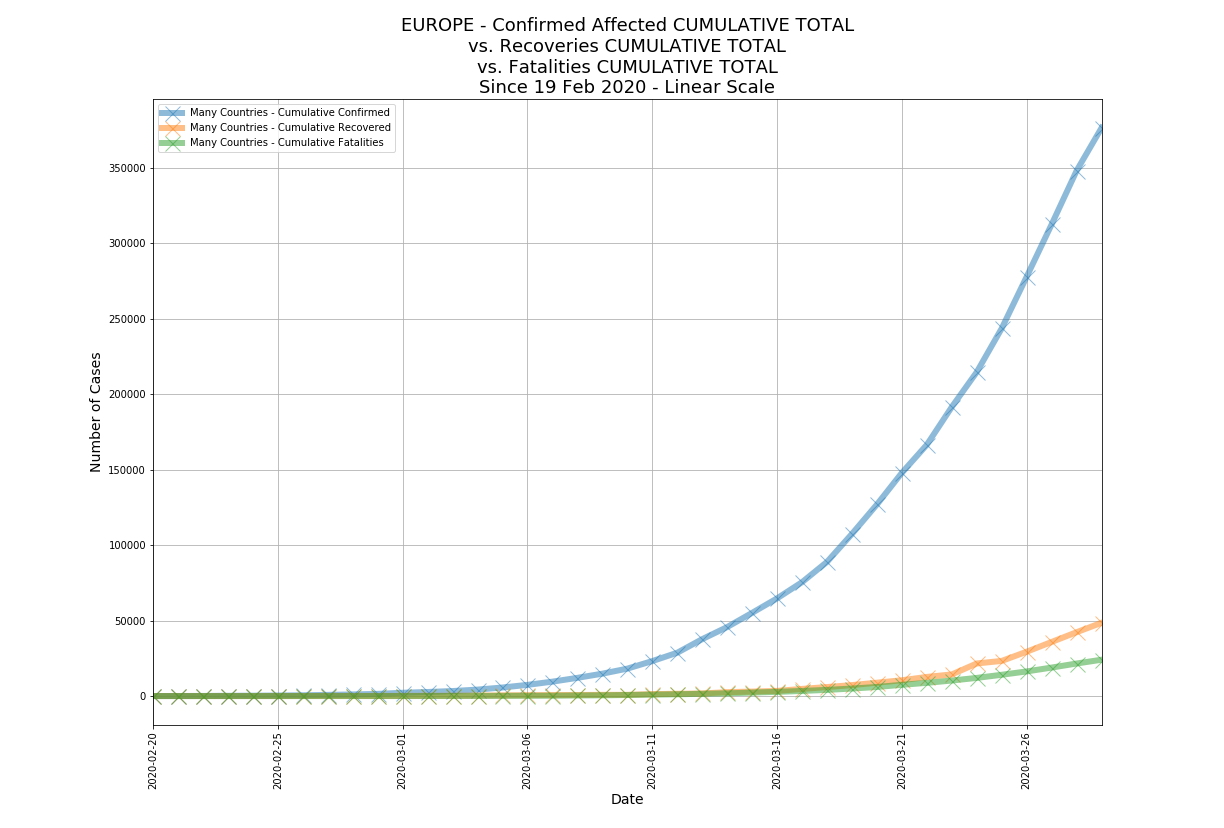 EUROPE - Confirmed Affected CUMULATIVE TOTAL
vs. Recoveries CUMULATIVE TOTAL
vs. Fatalities CUMULATIVE TOTAL
Since 19 Feb 2020 - Linear Scale
Many Countries - Cumulative Confirmed
Many Countries - Cumulative Recovered
Many Countries - Cumulative Fatalities
350000
300000
250000
200000
150000
100000
50000
0
Number of Cases
2020-02-20
2020-02-25
2020-03-01
2020-03-06
2020-03-11
2020-03-16
2020-03-21
2020-03-26
Date